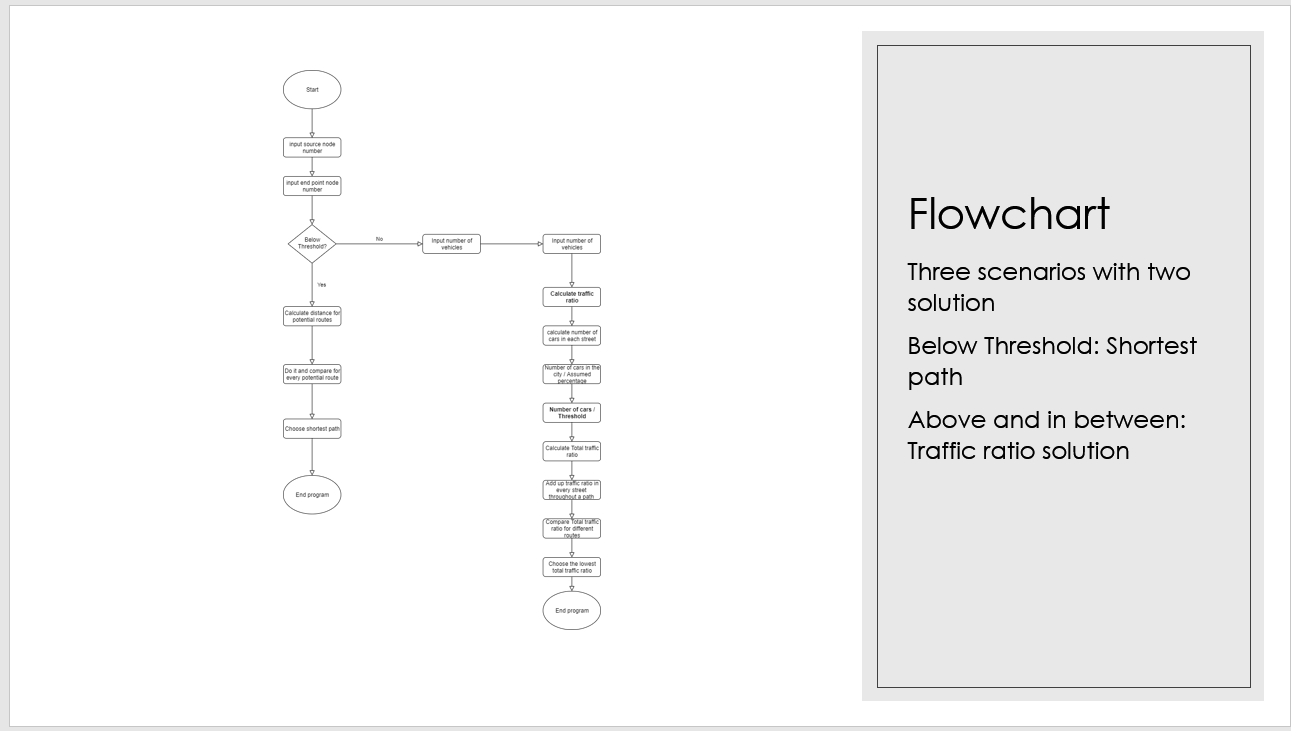 Start
input source node
number
input end point node
number
Below
Threshold?
No
Input number of
vehicles
Input number of
vehicles
Yes
Calculate distance for
potential routes
Do it and compare for
every potential route
Choose shortest path
End program
Calculate traffic
ratio
calculate number of
cars in each street
Number of cars in the
city / Assumed
percentage
Number of cars /
Threshold
Calculate Total traffic
ratio
Add up traffic ratio in
every street
throughout a path
Compare Total traffic
ratio for different
routes
Choose the lowest
total traffic ratio
End program
Flowchart
Three scenarios with two
solution
Below Threshold: Shortest
path
Above and in between:
Traffic ratio solution